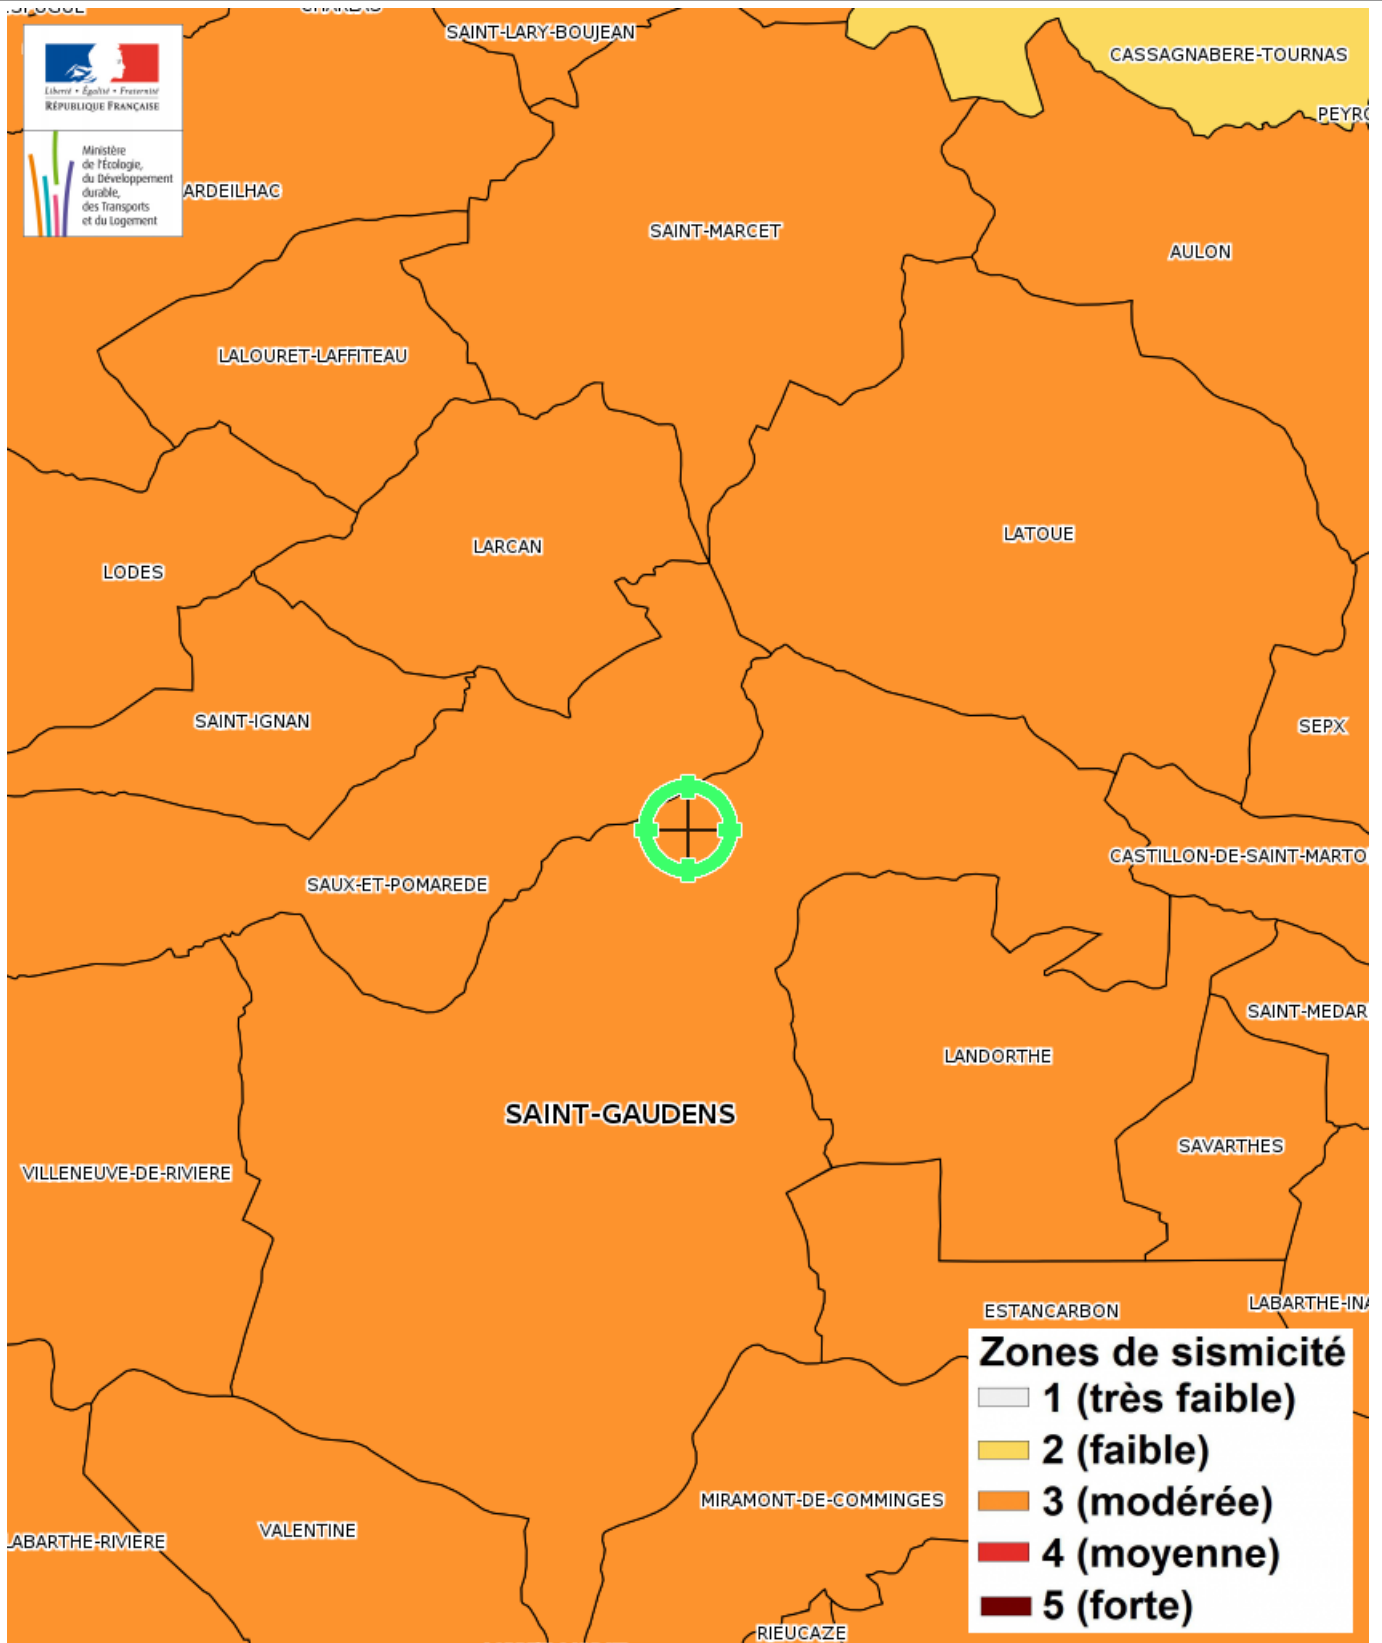 SAINT-LARY-BOUJEAN
CASSAGNABERE-TOURNAS
Liberté • Égalité • Fraternité
RÉPUBLIQUE FRANÇAISE
PEYRO
Ministère
de l'Écologie,
du Développement
durable,
des Transports
et du Logement
ARDEILHAC
SAINT-MARCET
AULON
LALOURET-LAFFITEAU
LATOUE
LARCAN
LODES
SAINT-IGNAN
SEPX
CASTILLON-DE-SAINT-MARTO
SAUX-ET-POMAREDE
SAINT-MEDAR
LANDORTHE
SAINT-GAUDENS
SAVARTHES
VILLENEUVE-DE-RIVIERE
LABARTHE-INA
ESTANCARBON
Zones de sismicité
1 (très faible)
2 (faible)
3 (modérée)
4 (moyenne)
5 (forte)
MIRAMONT-DE-COMMINGES
VALENTINE
LABARTHE-RIVIERE
RIEUCAZE